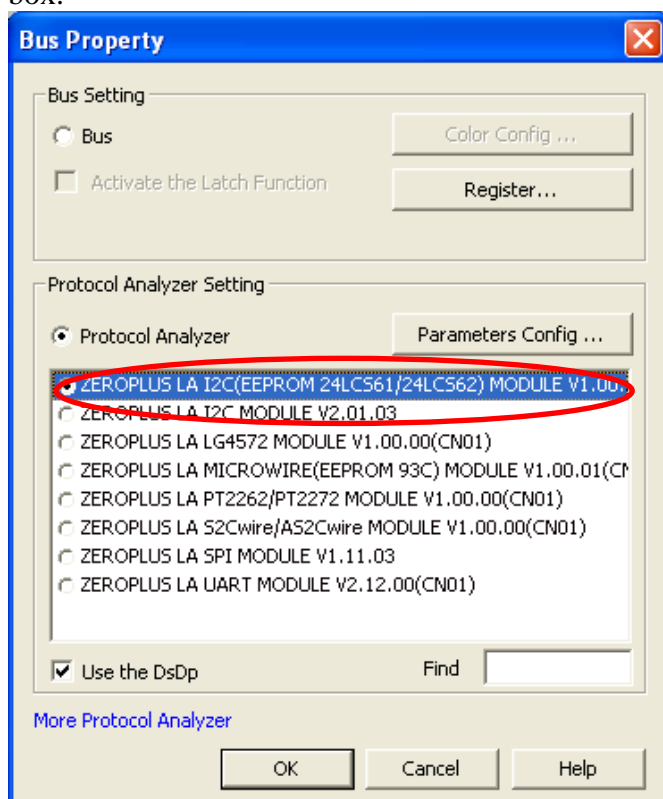 box.
Bus Property
Bus Setting
Bus
Color Config ...
Activate the Latch Function
Register...
Protocol Analyzer Setting
Protocol Analyzer
Parameters Config ...
ZEROPLUS LA I2C(EEPROM 24LCS61/24LCS62) MODULE V1.00.
ZEROPLUS LA I2C MODULE V2.01.03
ZEROPLUS LA LG4572 MODULE V1.00.00(CN01)
ZEROPLUS LA MICROWIRE(EEPROM 93C) MODULE V1.00.01(CN
ZEROPLUS LA PT2262/PT2272 MODULE V1.00.00(CN01)
ZEROPLUS LA S2Cwire/AS2Cwire MODULE V1.00.00(CN01)
ZEROPLUS LA SPI MODULE V1.11.03
ZEROPLUS LA UART MODULE V2.12.00(CN01)
Use the DsDp
Find
More Protocol Analyzer
OK
Cancel
Help